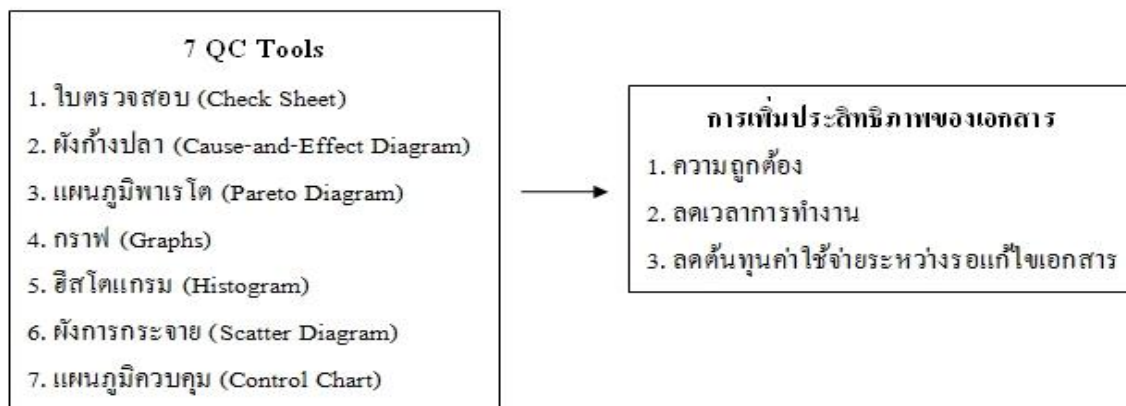 7 QC Tools
1. ใบตรวจสอบ (Check Sheet)
2. ผังก้างปลา (Cause-and-Effect Diagram)
3. แผนภูมิพาเรโต (Pareto Diagram)
4. กราฟ (Graphs)
5. ฮีสโตแกรม (Histogram)
6. ผังการกระจาย (Scatter Diagram)
7. แผนภูมิควบคุม (Control Chart)
การเพิ่มประสิทธิภาพของเอกสาร
1. ความถูกต้อง
2. ลดเวลาการทำงาน
3. ลดต้นทุนค่าใช้จ่ายระหว่างรอแก้ไขเอกสาร